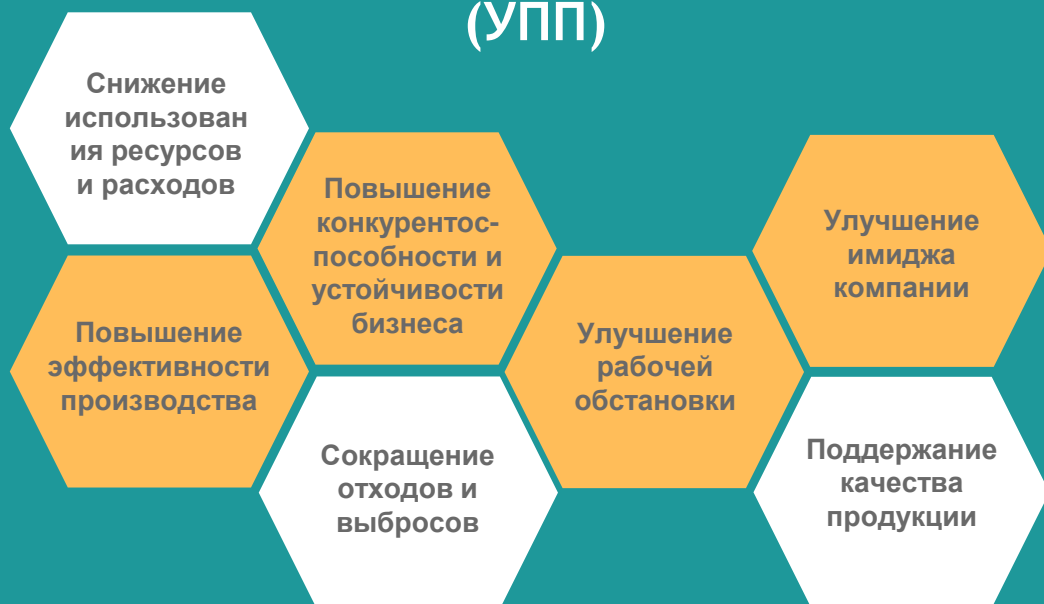 (УПП)
Снижение
использован
ия ресурсов
и расходов
Повышение
конкурентос-
пособности и
устойчивости
бизнеса
Улучшение
имиджа
компании
Повышение
эффективности
производства
Улучшение
рабочей
обстановки
Сокращение
отходов и
выбросов
Поддержание
качества
продукции